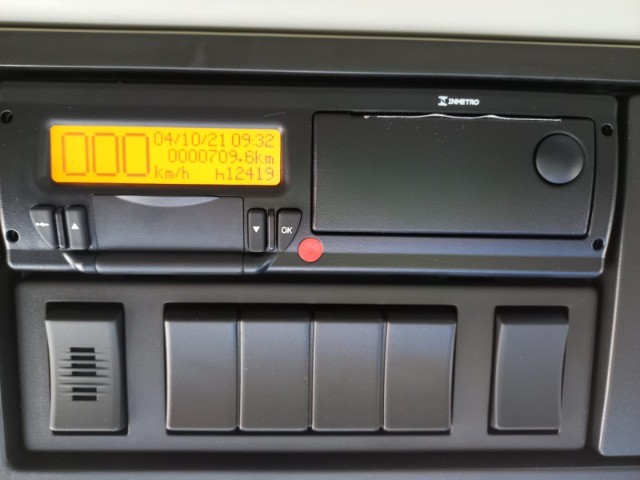 INMETRO
000 04/10/21 09:32
0000709.6km
km/h h12419
OK